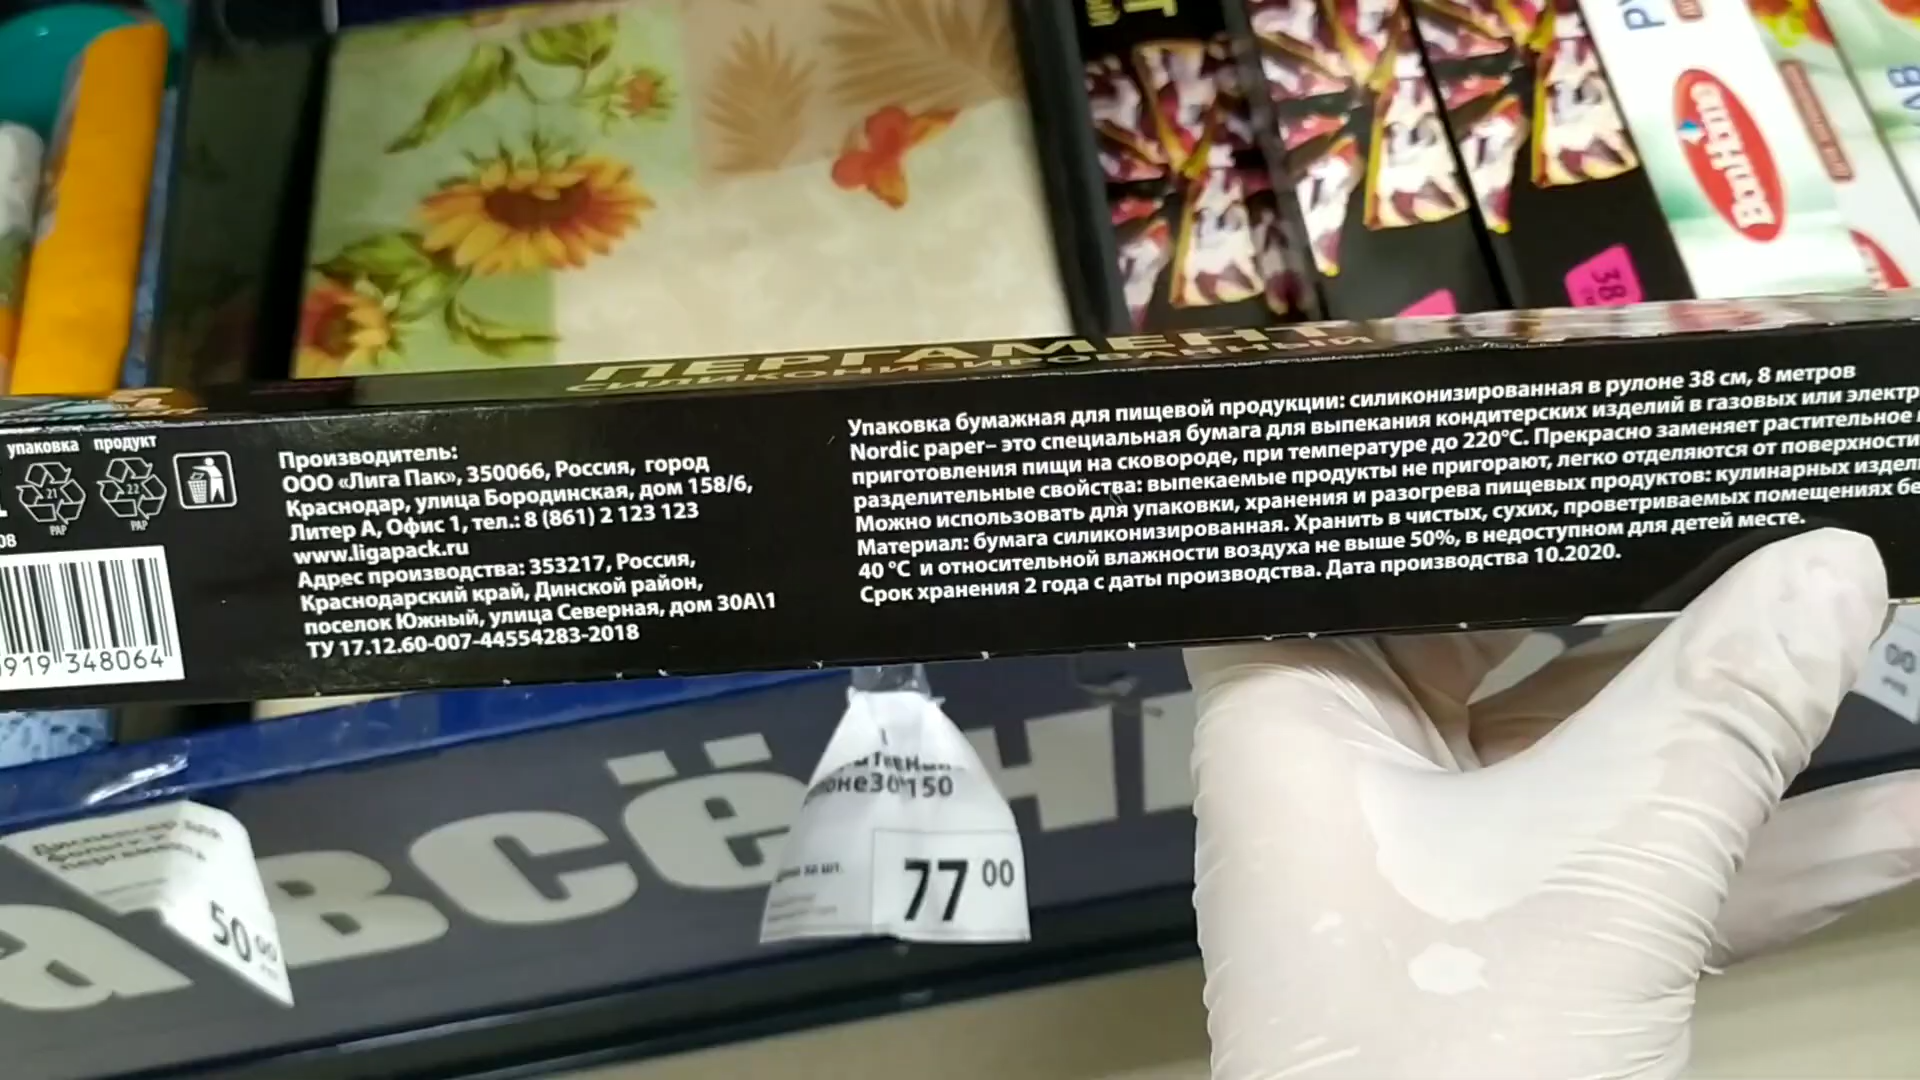 38
ПЕРГАМЕНТ
СИЛИКОНИЗИРОВАННЫЙ
упаковка продукт
21
PAP
22
PAP
08
919 348064
Производитель:
ООО «Лига Пак», 350066, Россия, город
Краснодар, улица Бородинская, дом 158/6,
Литер А, Офис 1, тел.: 8 (861) 2 123 123
www.ligapack.ru
Адрес производства: 353217, Россия,
Краснодарский край, Динской район,
поселок Южный, улица Северная, дом 30А\1
ТУ 17.12.60-007-44554283-2018
Упаковка бумажная для пищевой продукции: силиконизированная в рулоне 38 см, 8 метров
Nordic paper– это специальная бумага для выпекания кондитерских изделий в газовых или электр
приготовления пищи на сковороде, при температуре до 220°С. Прекрасно заменяет растительное
разделительные свойства: выпекаемые продукты не пригорают, легко отделяются от поверхности
Можно использовать для упаковки, хранения и разогрева пищевых продуктов: кулинарных издел
Материал: бумага силиконизированная. Хранить в чистых, сухих, проветриваемых помещениях бе
40 °С и относительной влажности воздуха не выше 50%, в недоступном для детей месте.
Срок хранения 2 года с даты производства. Дата производства 10.2020.
а всё н
50 00
77 00
00